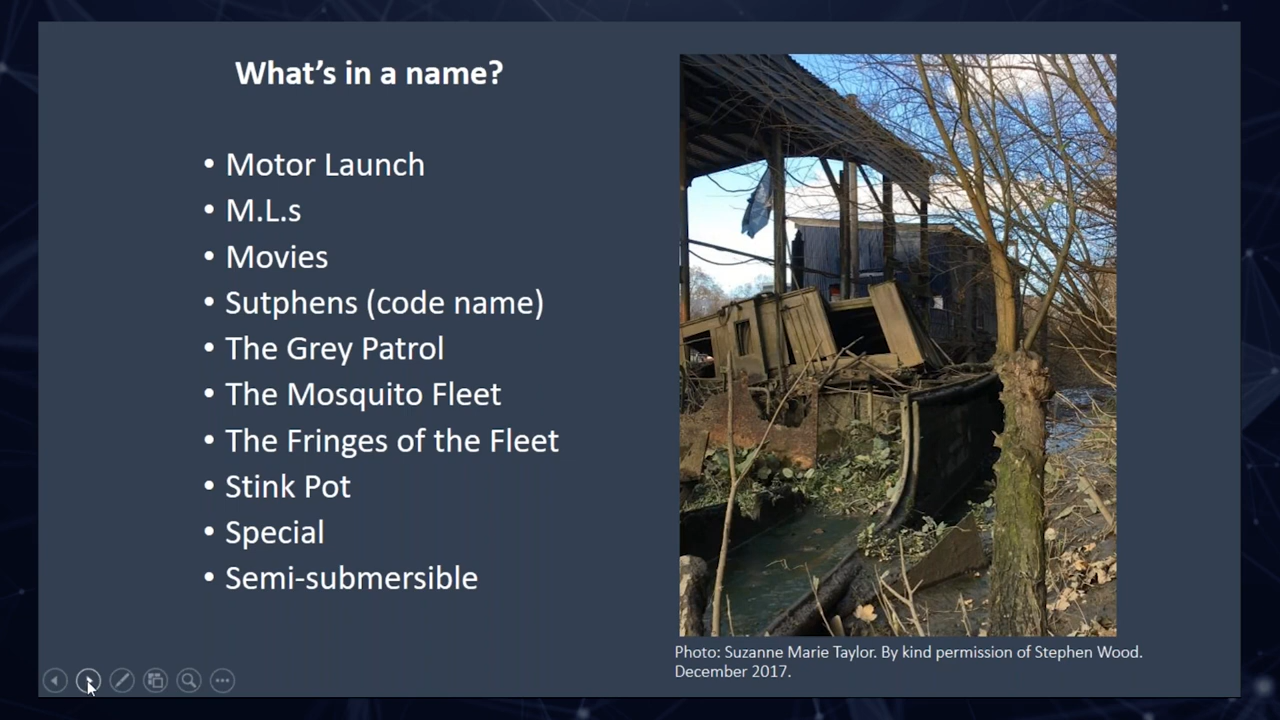 What's in a name?
• Motor Launch
• M.L.s
• Movies
• Sutphens (code name)
• The Grey Patrol
• The Mosquito Fleet
• The Fringes of the Fleet
• Stink Pot
• Special
• Semi-submersible
Photo: Suzanne Marie Taylor. By kind permission of Stephen Wood.
December 2017.